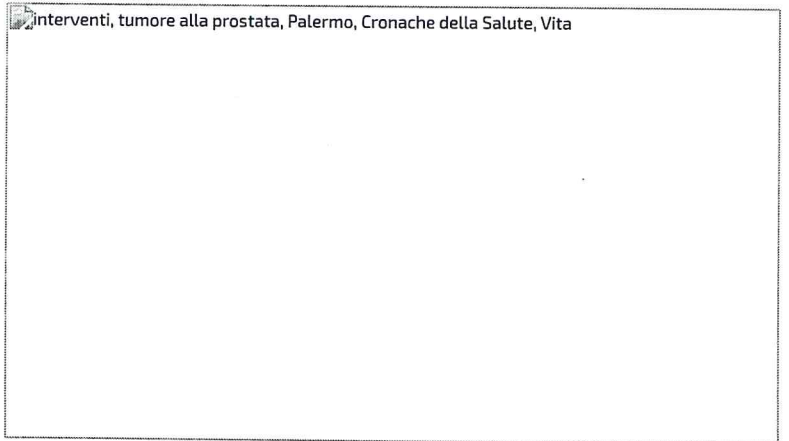 interventi, tumore alla prostata, Palermo, Cronache della Salute, Vita